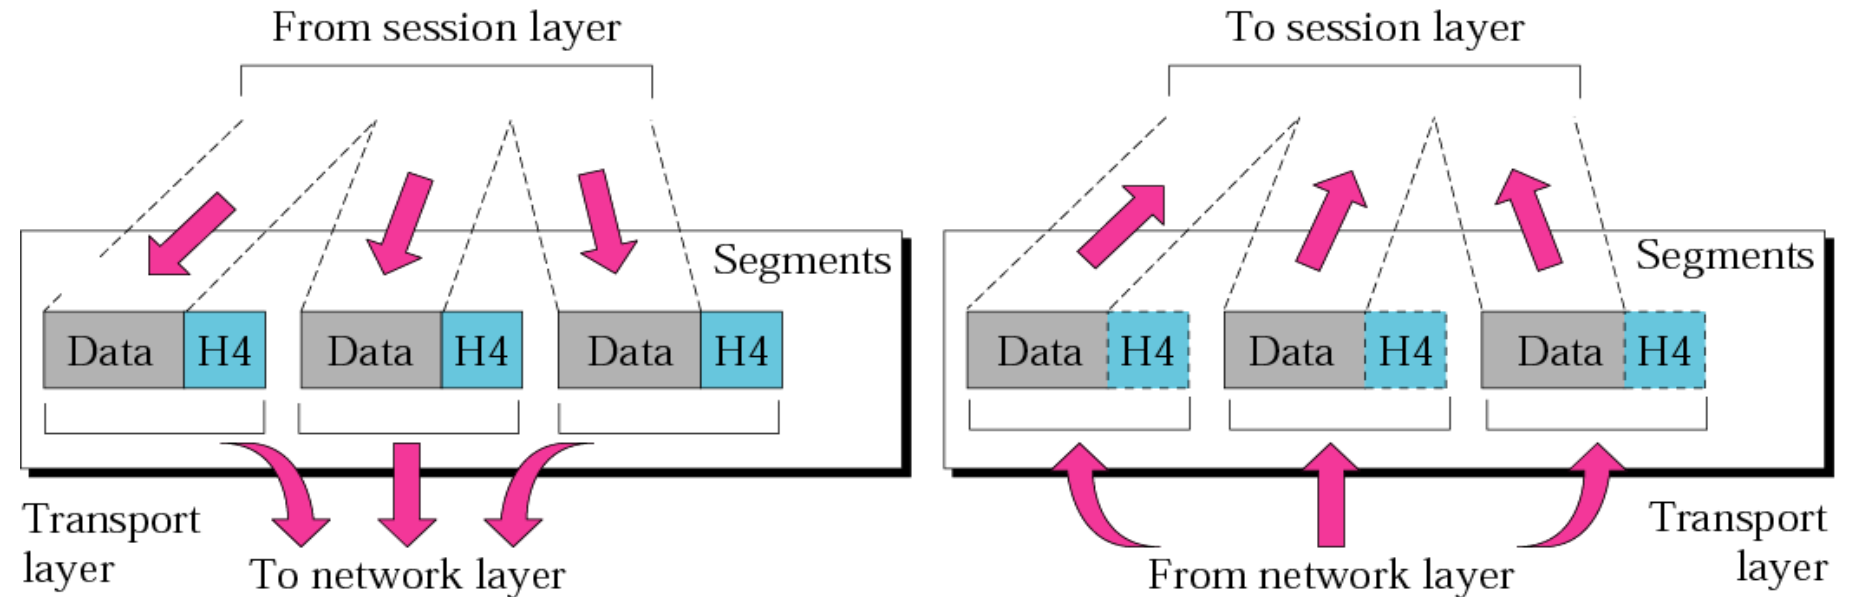 From session layer
Segments
Data H4 Data H4 Data H4
Transport
layer
To network layer
To session layer
Segments
Data H4 Data H4 Data H4
From network layer
Transport
layer